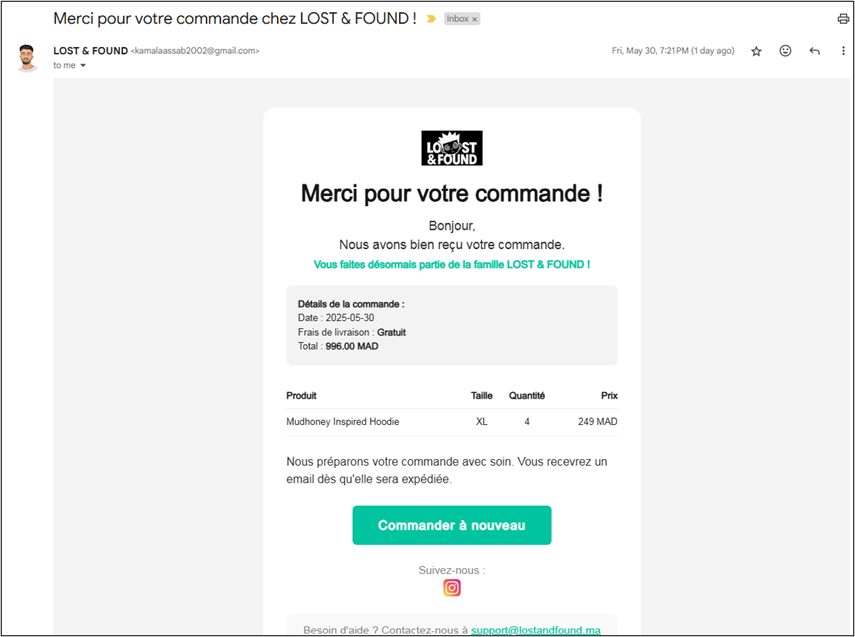 Merci pour votre commande chez LOST & FOUND !
Inbox ×
LOST & FOUND <kamalaassab2002@gmail.com>
Fri, May 30, 7:21 PM (1 day ago)
to me
LOST
& FOUND
Merci pour votre commande !
Bonjour,
Nous avons bien reçu votre commande.
Vous faites désormais partie de la famille LOST & FOUND !
Détails de la commande :
Date : 2025-05-30
Frais de livraison : Gratuit
Total : 996.00 MAD
Produit Taille Quantité Prix
Mudhoney Inspired Hoodie XL 4 249 MAD
Nous préparons votre commande avec soin. Vous recevrez un
email dès qu'elle sera expédiée.
Commander à nouveau
Suivez-nous :
Besoin d'aide ? Contactez-nous à support@lostandfound.ma